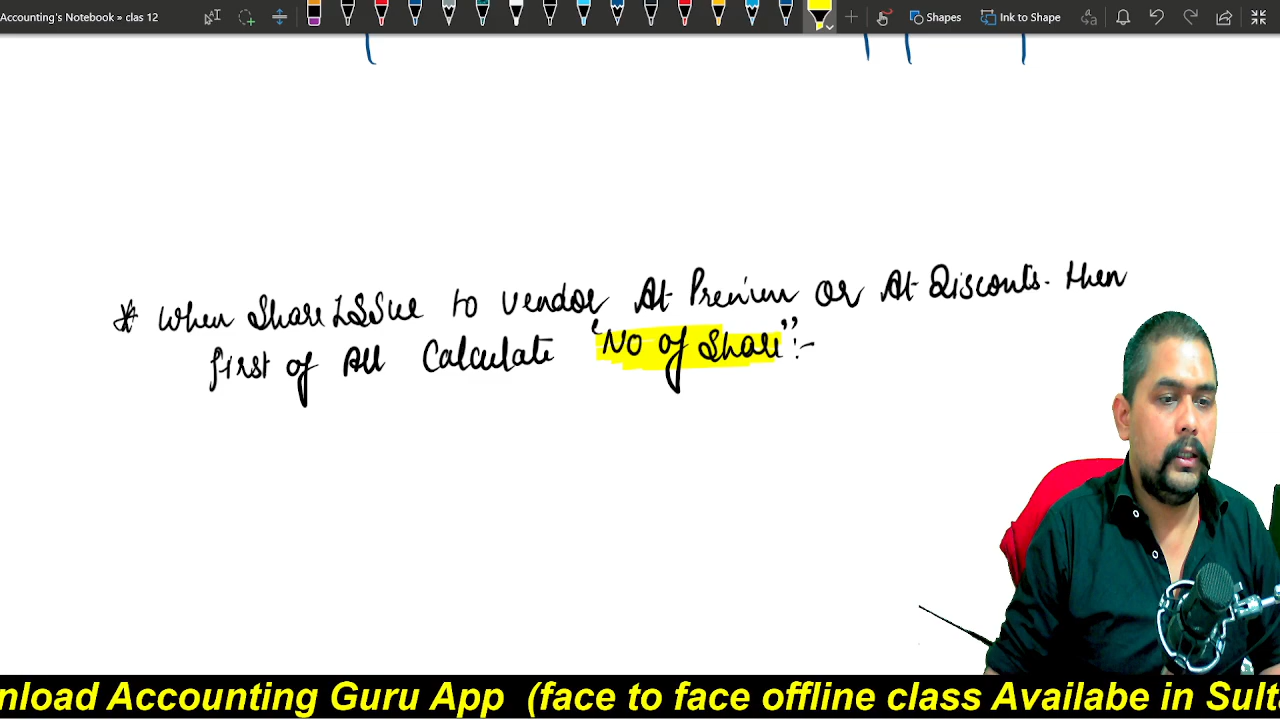 Accounting's Notebook » clas 12
Shapes
Ink to Shape
* When Share Issue to vendor At Premium or At Disconts. then
first of All Calculate "No of Share" :-
nload Accounting Guru App (face to face offline class Availabe in Sult